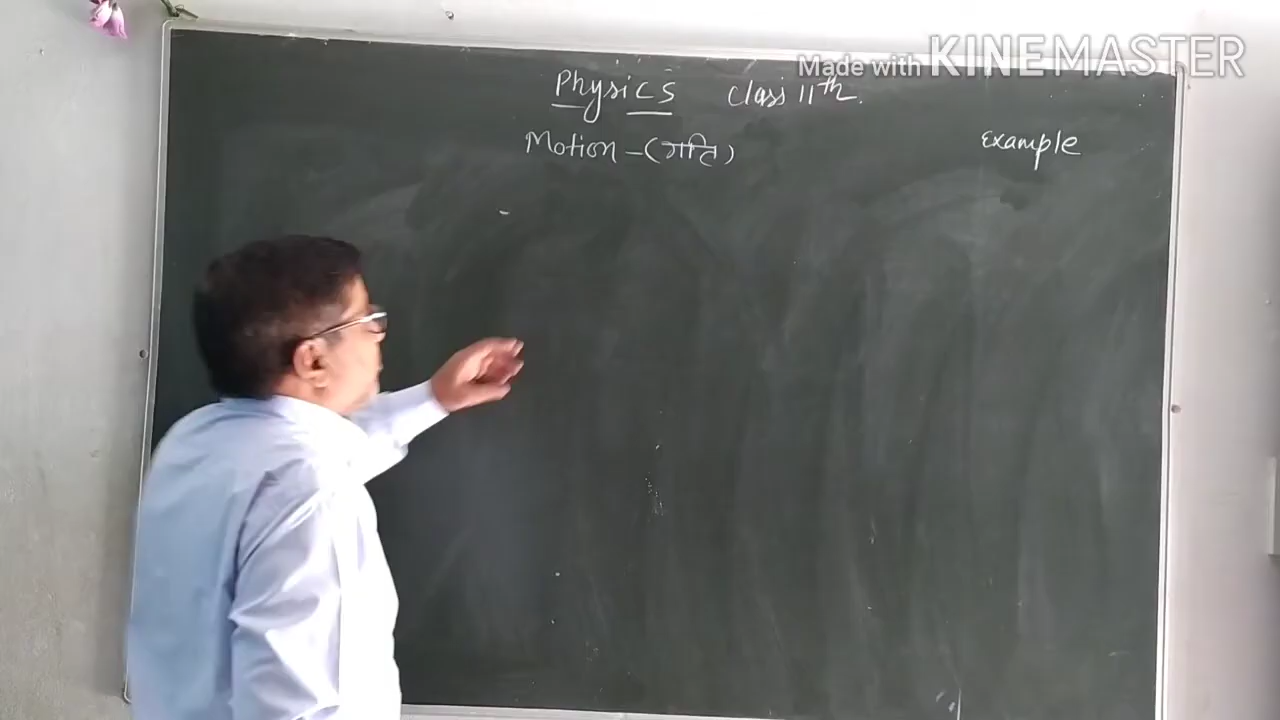 Made with KINEMASTER
Physics Class 11th.
Motion - (गति)
Example